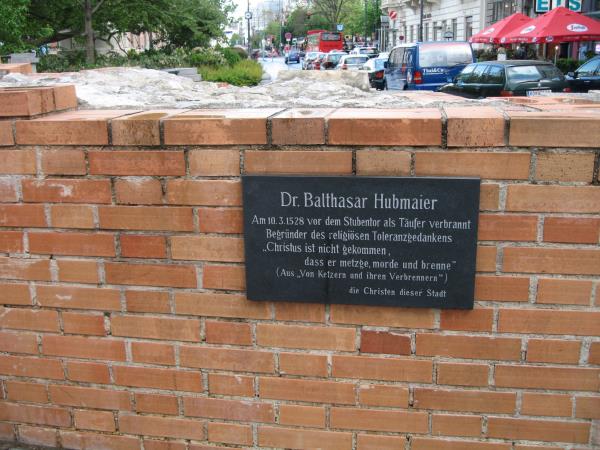 Dr. Balthasar Hubmaier
Am 10.3.1528 vor dem Stubentor als Täufer verbrannt
Begründer des religiösen Toleranzgedankens
„Christus ist nicht gekommen,
dass er metzge, morde und brenne"
(Aus „Von Ketzern und ihren Verbrennern")
die Christen dieser Stadt